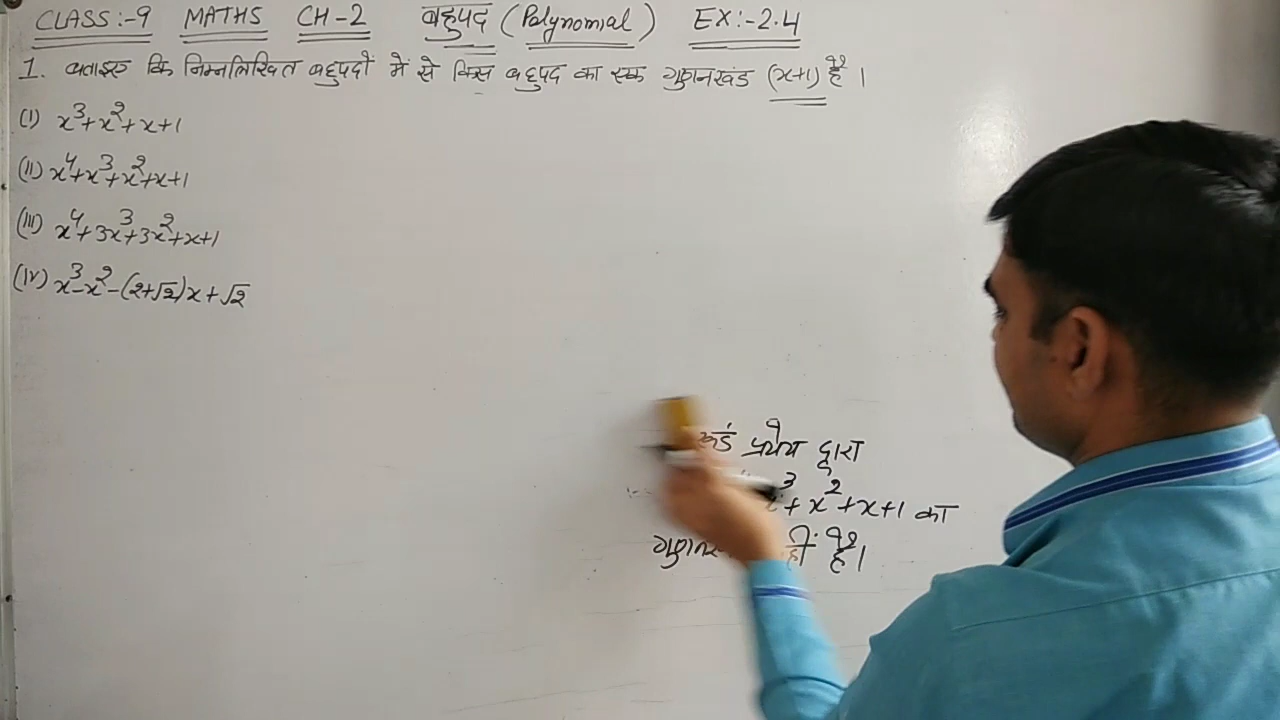 CLASS:-9 MATHS CH-2 बहुपद (Polynomial) EX:-2.4
1. बताइए कि निम्नलिखित बहुपदों में से किस बहुपद का एक गुणनखंड (x+1) है।
(i) x³+x²+x+1
(ii) x⁴+x³+x²+x+1
(iii) x⁴+3x³+3x²+x+1
(iv) x³-x²-(2+√2)x+√2
प्रमेय द्वारा
x³+x²+x+1 का
है।